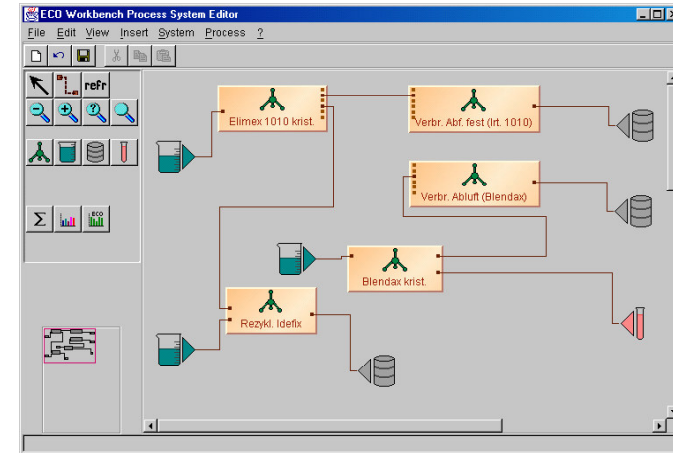 ECO Workbench Process System Editor
File Edit View Insert System Process ?
refr
?
Σ
ECO
Elimex 1010 krist.
Verbr. Abf. fest (Irt. 1010)
Verbr. Abluft (Blendax)
Blendax krist.
Rezykl. Idefix